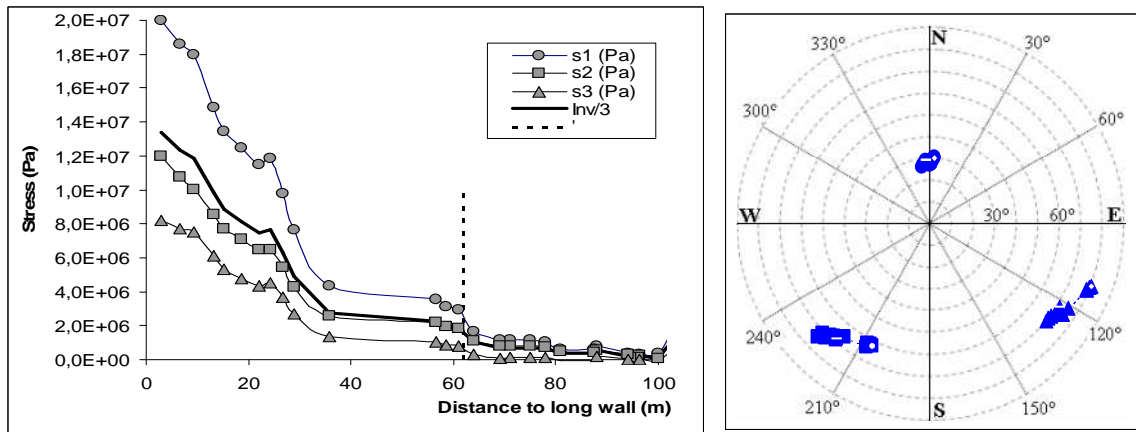 2,0E+07
1,8E+07
1,6E+07
1,4E+07
1,2E+07
1,0E+07
8,0E+06
6,0E+06
4,0E+06
2,0E+06
0,0E+00
Stress (Pa)
s1 (Pa)
s2 (Pa)
s3 (Pa)
Inv/3
'
0 20 40 60 80 100
Distance to long wall (m)
N
330° 30°
300° 60°
W 30° 60° E
240° 120°
210° 150°
S